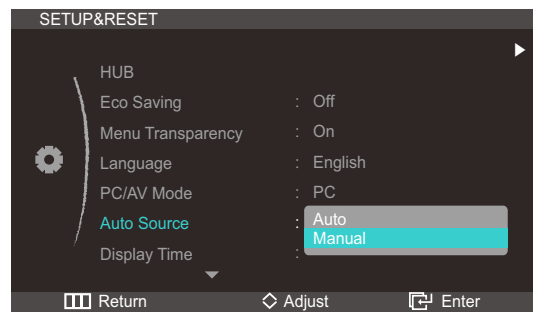 SETUP&RESET
HUB
Eco Saving : Off
Menu Transparency : On
Language : English
PC/AV Mode : PC
Auto Source : Auto
Manual
Display Time :
Return Adjust Enter